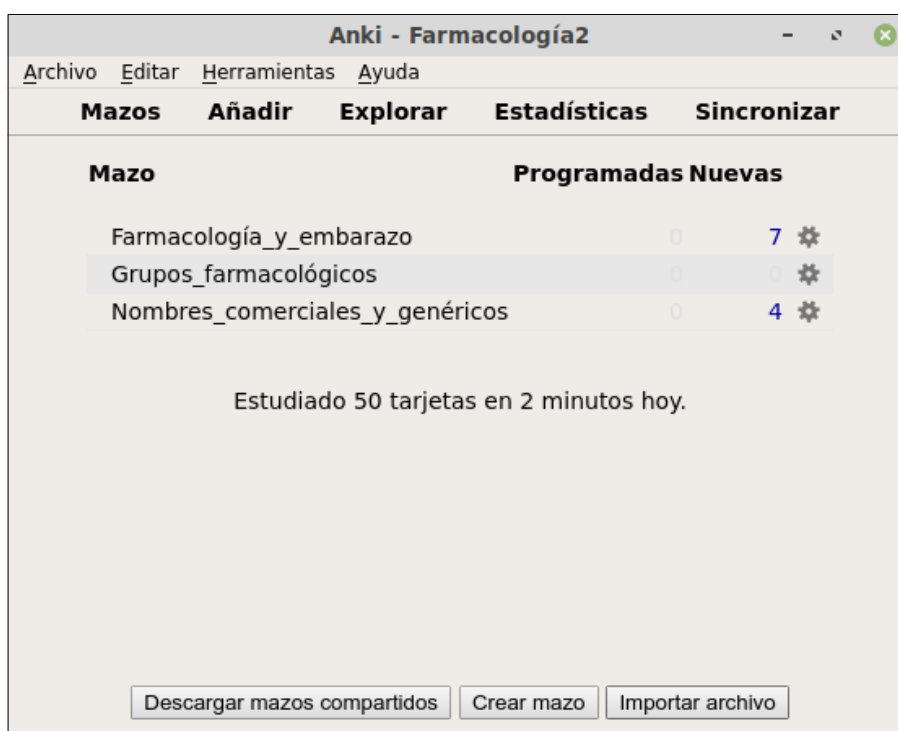 Anki - Farmacología2
Archivo Editar Herramientas Ayuda
Mazos Añadir Explorar Estadísticas Sincronizar
Mazo Programadas Nuevas
Farmacología_y_embarazo 0 7
Grupos_farmacológicos 0 0
Nombres_comerciales_y_genéricos 0 4
Estudiado 50 tarjetas en 2 minutos hoy.
Descargar mazos compartidos Crear mazo Importar archivo